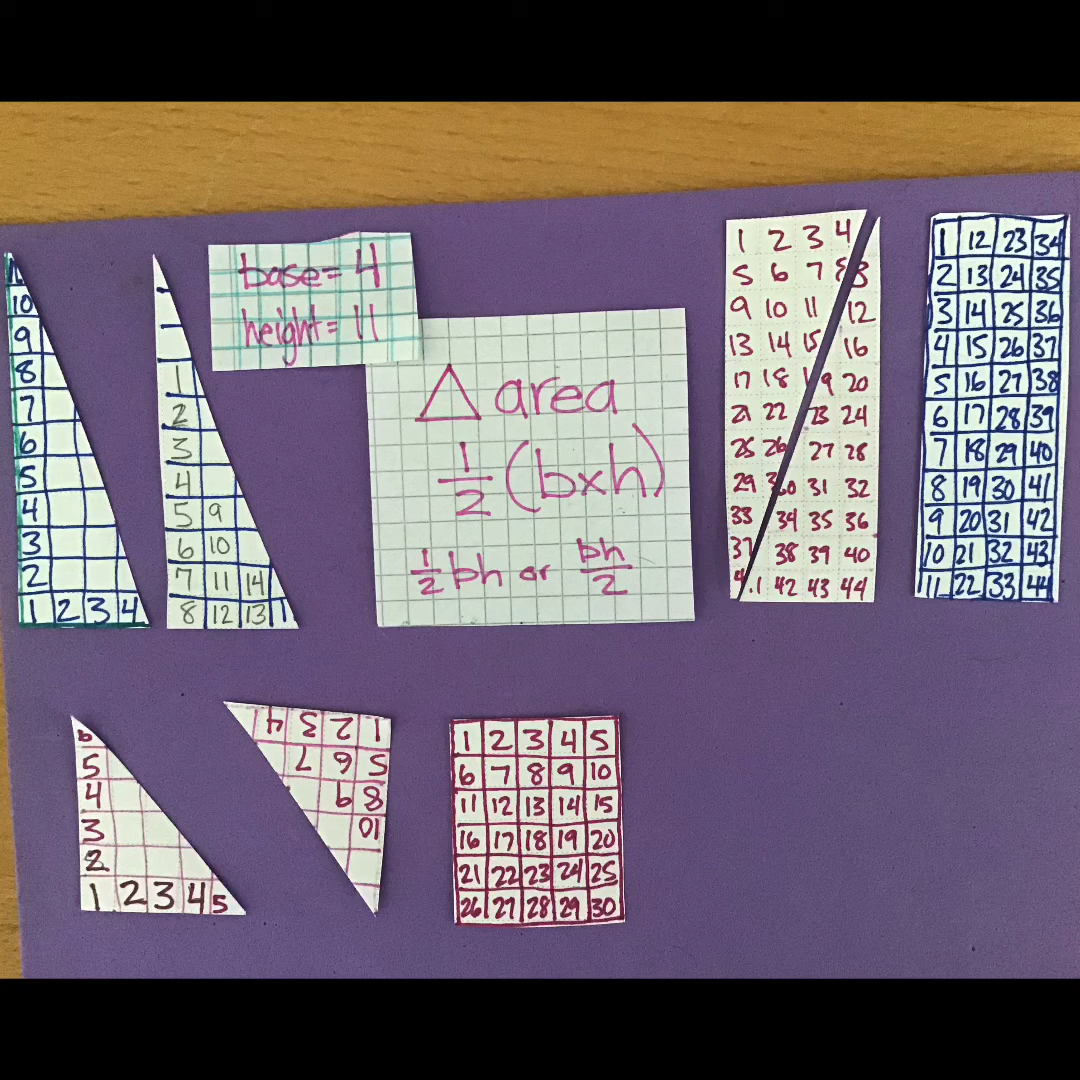 base= 4
height= 11
△ area
1/2 (bxh)
1/2 bh or bh/2
10
9
8
7
6
5
4
3
2
1 2 3 4
1
2
3
4
5 9
6 10
7 11 14
8 12 13
1 2 3 4
5 6 7 8
9 10 11 12
13 14 15 16
17 18 19 20
21 22 23 24
25 26 27 28
29 30 31 32
33 34 35 36
37 38 39 40
41 42 43 44
1 12 23 34
2 13 24 35
3 14 25 36
4 15 26 37
5 16 27 38
6 17 28 39
7 18 29 40
8 19 30 41
9 20 31 42
10 21 32 43
11 22 33 44
6
5
4
3
2
1 2 3 4 5
4 3 2 1
7 6 5
9 8
10
1 2 3 4 5
6 7 8 9 10
11 12 13 14 15
16 17 18 19 20
21 22 23 24 25
26 27 28 29 30